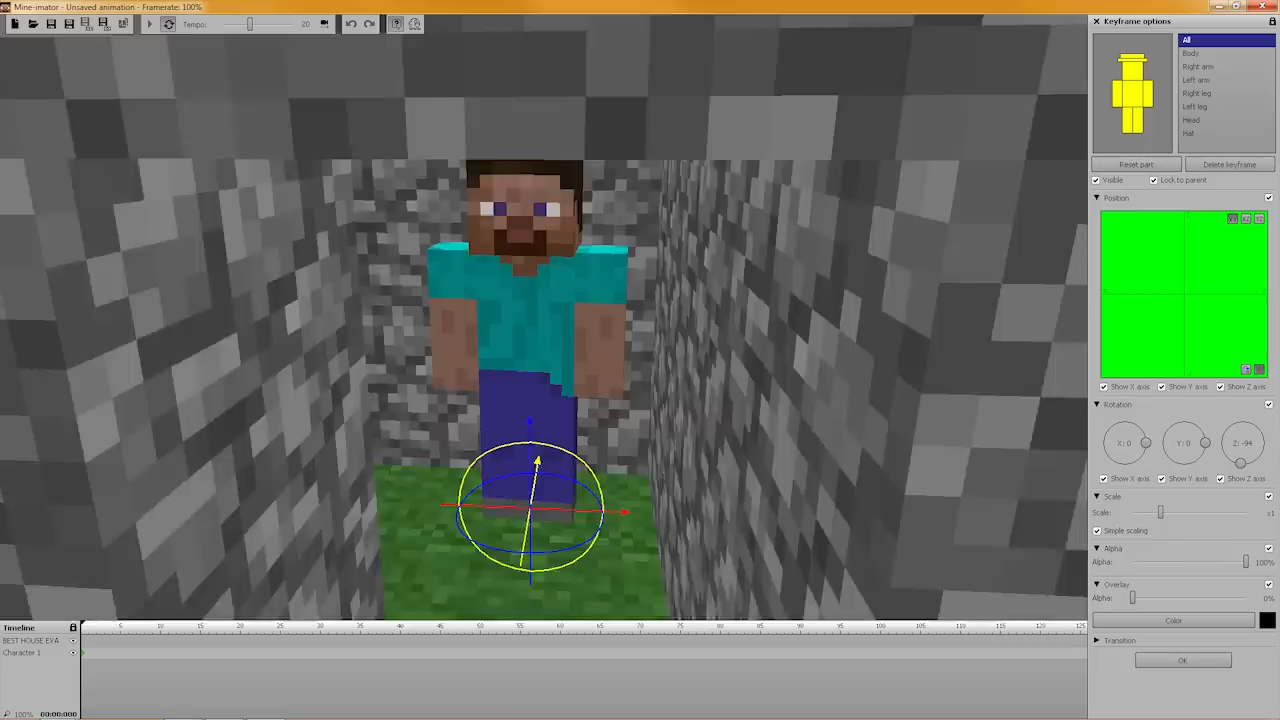 Mine-imator - Unsaved animation - Framerate: 100%
Tempo:
20
Keyframe options
All
Body
Right arm
Left arm
Right leg
Left leg
Head
Hat
Reset part
Delete keyframe
Visible
Lock to parent
Position
Show X axis
Show Y axis
Show Z axis
Rotation
X: 0
Y: 0
Z: -94
Show X axis
Show Y axis
Show Z axis
Scale
Scale:
x1
Simple scaling
Alpha
Alpha:
100%
Overlay
Alpha:
0%
Color
Transition
OK
Timeline
5 10 15 20 25 30 35 40 45 50 55 60 65 70 75 80 85 90 95 100 105 110 115 120 125
BEST HOUSE EVA
Character 1
100%
00:00:000